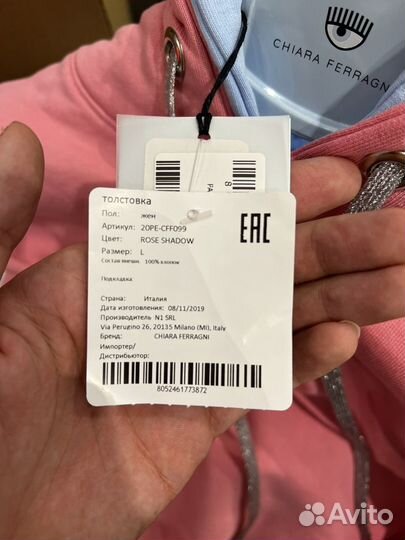 CHIARA FERRAGNI
толстовка
Пол: жен
Артикул: 20PE-CFF099
Цвет: ROSE SHADOW
Размер: L
Состав внешн. 100% хлопок
Подкладка:
Страна: Италия
Дата изготовления: 08/11/2019
Производитель N1 SRL
Via Perugino 26, 20135 Milano (MI), Italy
Бренд: CHIARA FERRAGNI
Импортер/
Дистрибьютор:
8052461773872
EAC
Avito